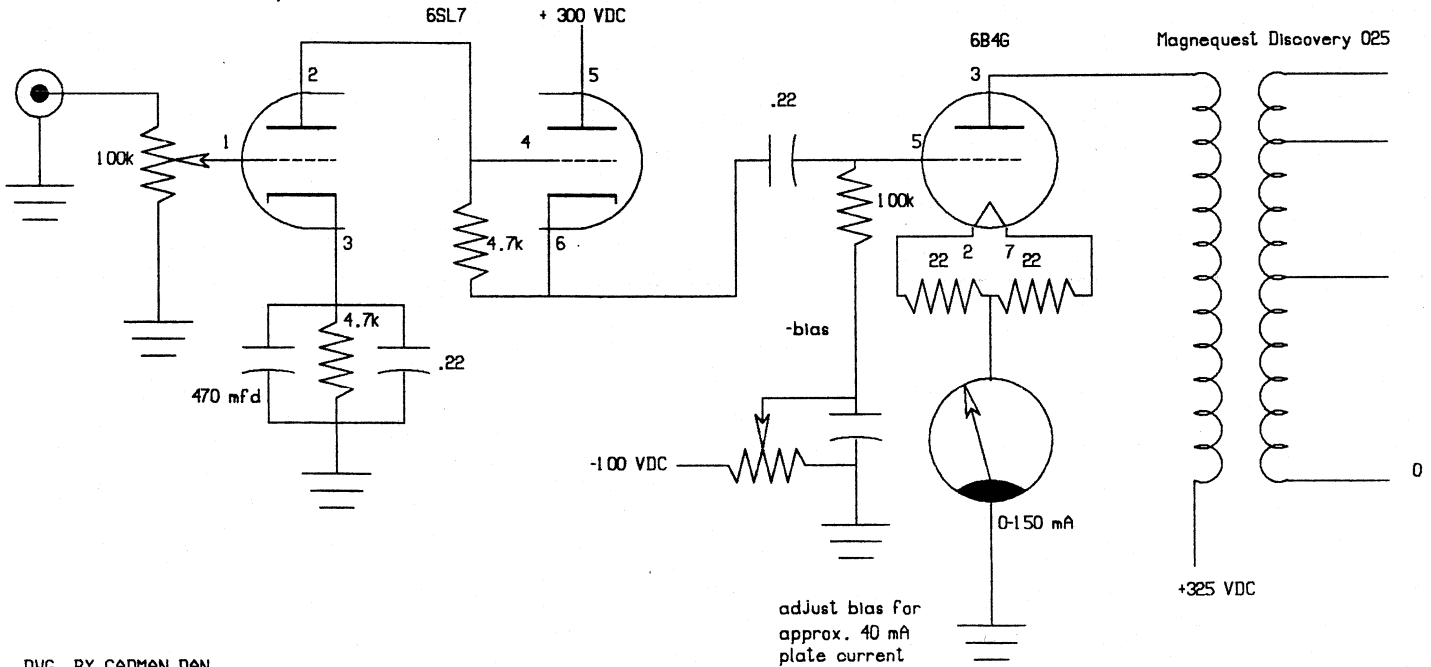 6SL7
+ 300 VDC
6B4G
Magnequest Discovery 025
2
5
3
.22
100k
1
4
5
100k
3
4.7k
6
22
2
7
22
4.7k
-bias
.22
470 mfd
-100 VDC
0
0-150 mA
+325 VDC
adjust bias for
approx. 40 mA
plate current